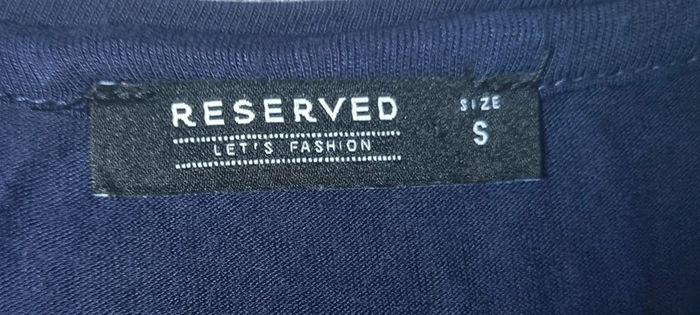 RESERVED
LET'S FASHION
SIZE
S